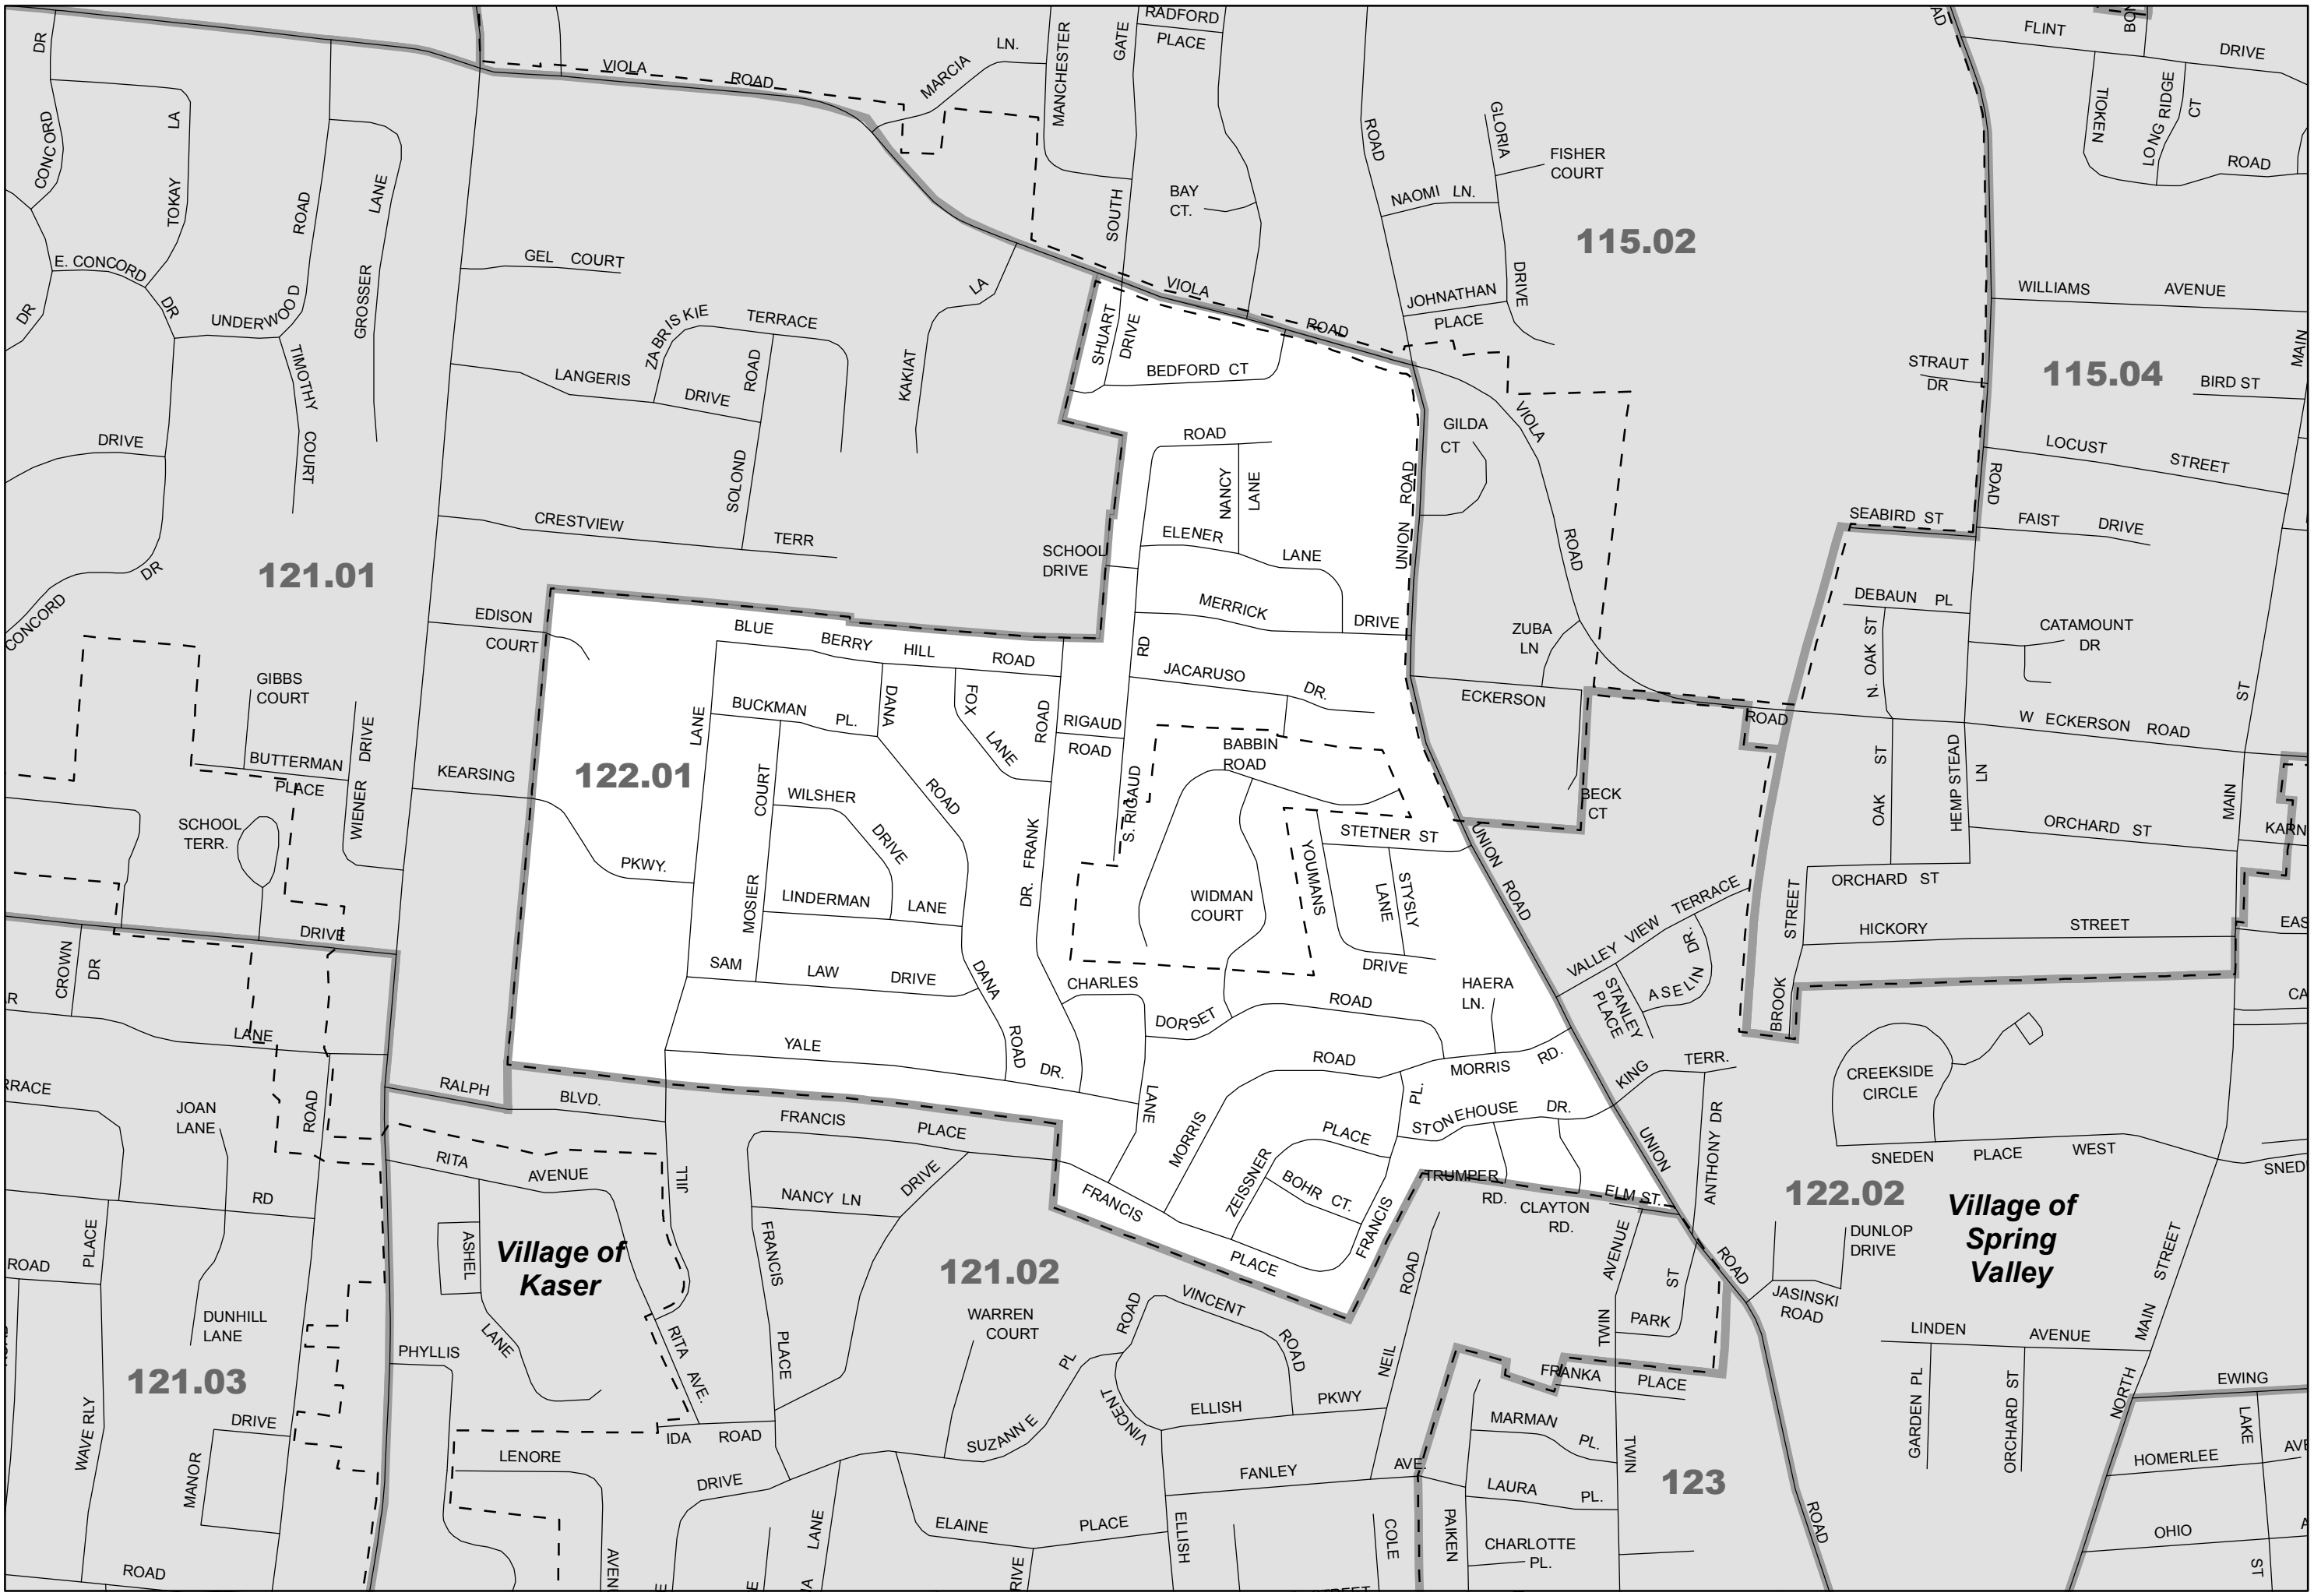 DR
CONCORD
LA
TOKAY
E. CONCORD
DR
DR
UNDERWOOD
ROAD
LANE
GROSSER
TIMOTHY
COURT
DRIVE
DR
CONCORD
121.01
VIOLA
ROAD
MARCIA
LN.
MANCHESTER
GATE
RADFORD
PLACE
SOUTH
BAY
CT.
GEL COURT
ZABRISKIE
TERRACE
LANGERIS
DRIVE
ROAD
SOLOND
KAKIAT
LA
CRESTVIEW
TERR
SCHOOL
DRIVE
EDISON
COURT
VIOLA
ROAD
SHUART
DRIVE
BEDFORD CT
ROAD
NANCY
LANE
ELENER
LANE
MERRICK
DRIVE
UNION ROAD
ROAD
NAOMI LN.
GLORIA
DRIVE
FISHER
COURT
JOHNATHAN
PLACE
115.02
GILDA
CT
VIOLA
ROAD
ZUBA
LN
ECKERSON
ROAD
BECK
CT
FLINT
DRIVE
TIOKEN
LONG RIDGE
CT
ROAD
WILLIAMS
AVENUE
MAIN
STRAUT
DR
115.04
BIRD ST
LOCUST
STREET
ROAD
SEABIRD ST
FAIST
DRIVE
DEBAUN PL
N. OAK ST
CATAMOUNT
DR
ST
W ECKERSON ROAD
OAK
ST
HEMPSTEAD
LN
MAIN
ORCHARD ST
KARN
ORCHARD ST
STREET
BROOK
HICKORY
STREET
EAS
CA
GIBBS
COURT
BUTTERMAN
PLACE
WIENER
DRIVE
SCHOOL
TERR.
DRIVE
CROWN
DR
LANE
KEARSING
PKWY.
122.01
BLUE
BERRY
HILL
ROAD
LANE
BUCKMAN
PL.
DANA
ROAD
FOX
LANE
MOSIER
COURT
WILSHER
DRIVE
LINDERMAN
LANE
SAM
LAW
DRIVE
DANA
ROAD
YALE
DR.
DR. FRANK
ROAD
RIGAUD
ROAD
S. RIGAUD
RD
JACARUSO
DR.
BABBIN
ROAD
WIDMAN
COURT
STETNER ST
YOUMANS
DRIVE
STYSLY
LANE
CHARLES
LANE
DORSET
ROAD
HAERA
LN.
MORRIS
ROAD
MORRIS
RD.
PL.
STONEHOUSE
DR.
PLACE
ZEISSNER
BOHR CT.
FRANCIS
FRANCIS
PLACE
TRUMPER
RD.
CLAYTON
RD.
ELM ST.
UNION
ROAD
VALLEY VIEW TERRACE
STANLEY
PLACE
ASELIN DR.
KING
TERR.
UNION
ROAD
ANTHONY DR
CREEKSIDE
CIRCLE
SNEDEN
PLACE
WEST
SNED
122.02
Village of
Spring
Valley
DUNLOP
DRIVE
JASINSKI
ROAD
LINDEN
AVENUE
GARDEN PL
ORCHARD ST
NORTH
MAIN
STREET
EWING
LAKE
ST
HOMERLEE
AVE
OHIO
RALPH
BLVD.
JILL
RITA
AVENUE
ASHEL
LANE
Village of
Kaser
RITA
AVE.
JOAN
LANE
ROAD
RD
PLACE
ROAD
DUNHILL
LANE
121.03
WAVERLY
MANOR
DRIVE
ROAD
PHYLLIS
FRANCIS
PLACE
NANCY LN
DRIVE
FRANCIS
PLACE
121.02
WARREN
COURT
IDA
ROAD
LENORE
DRIVE
SUZANNE
PL
VINCENT
ROAD
ROAD
VINCENT
ELLISH
PKWY
NEIL
ROAD
FANLEY
AVE.
ELAINE
PLACE
ELLISH
COLE
LANE
TWIN
AVENUE
PARK
ST
FRANKA
PLACE
MARMAN
PL.
LAURA
PL.
PAIKEN
CHARLOTTE
PL.
TWIN
123
ROAD